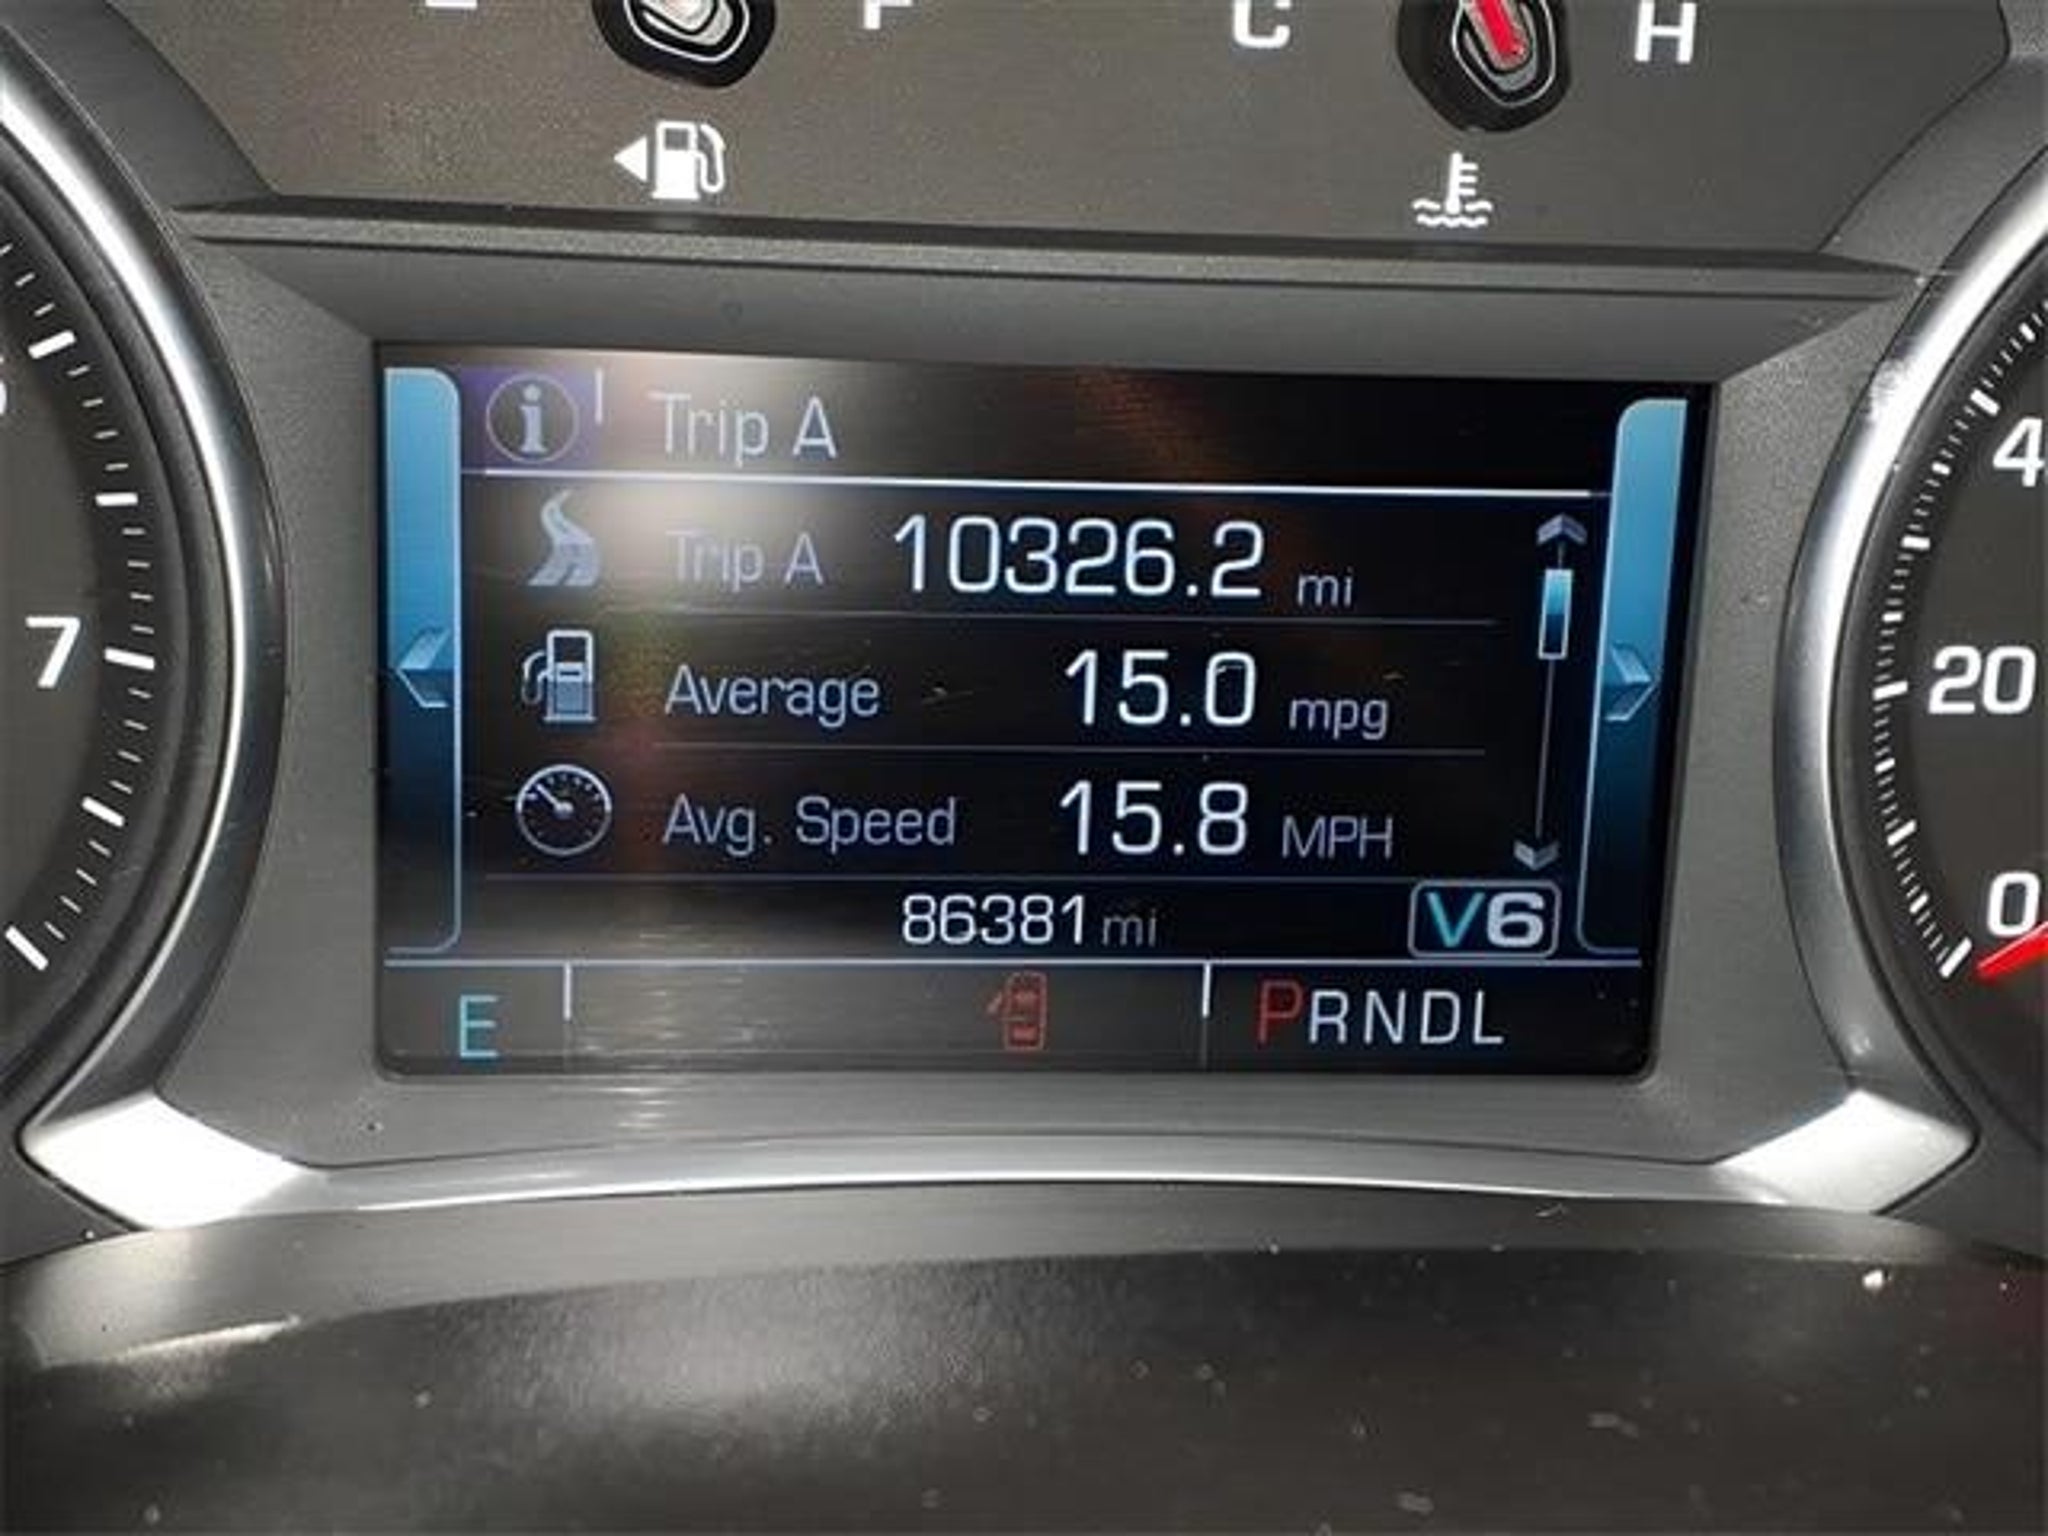 F C H
Trip A
Trip A 10326.2 mi
Average 15.0 mpg
Avg. Speed 15.8 MPH
86381 mi V6
E PRNDL
7
4
20
0